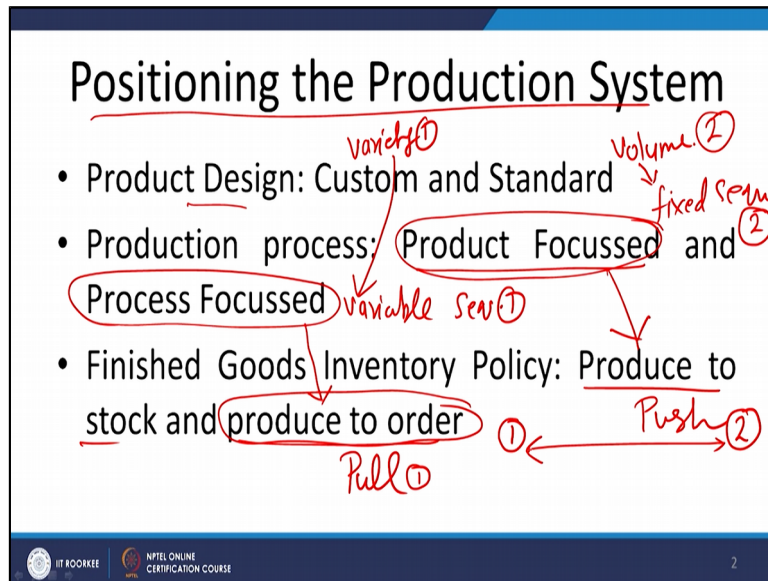 Positioning the Production System
variety ①
volume ②
• Product Design: Custom and Standard
fixed
②
• Production process: Product Focussed and
Process Focussed variable seq. ①
• Finished Goods Inventory Policy: Produce to
stock and produce to order ① ②
Push
Pull ①
IIT ROORKEE
NPTEL ONLINE
CERTIFICATION COURSE
2